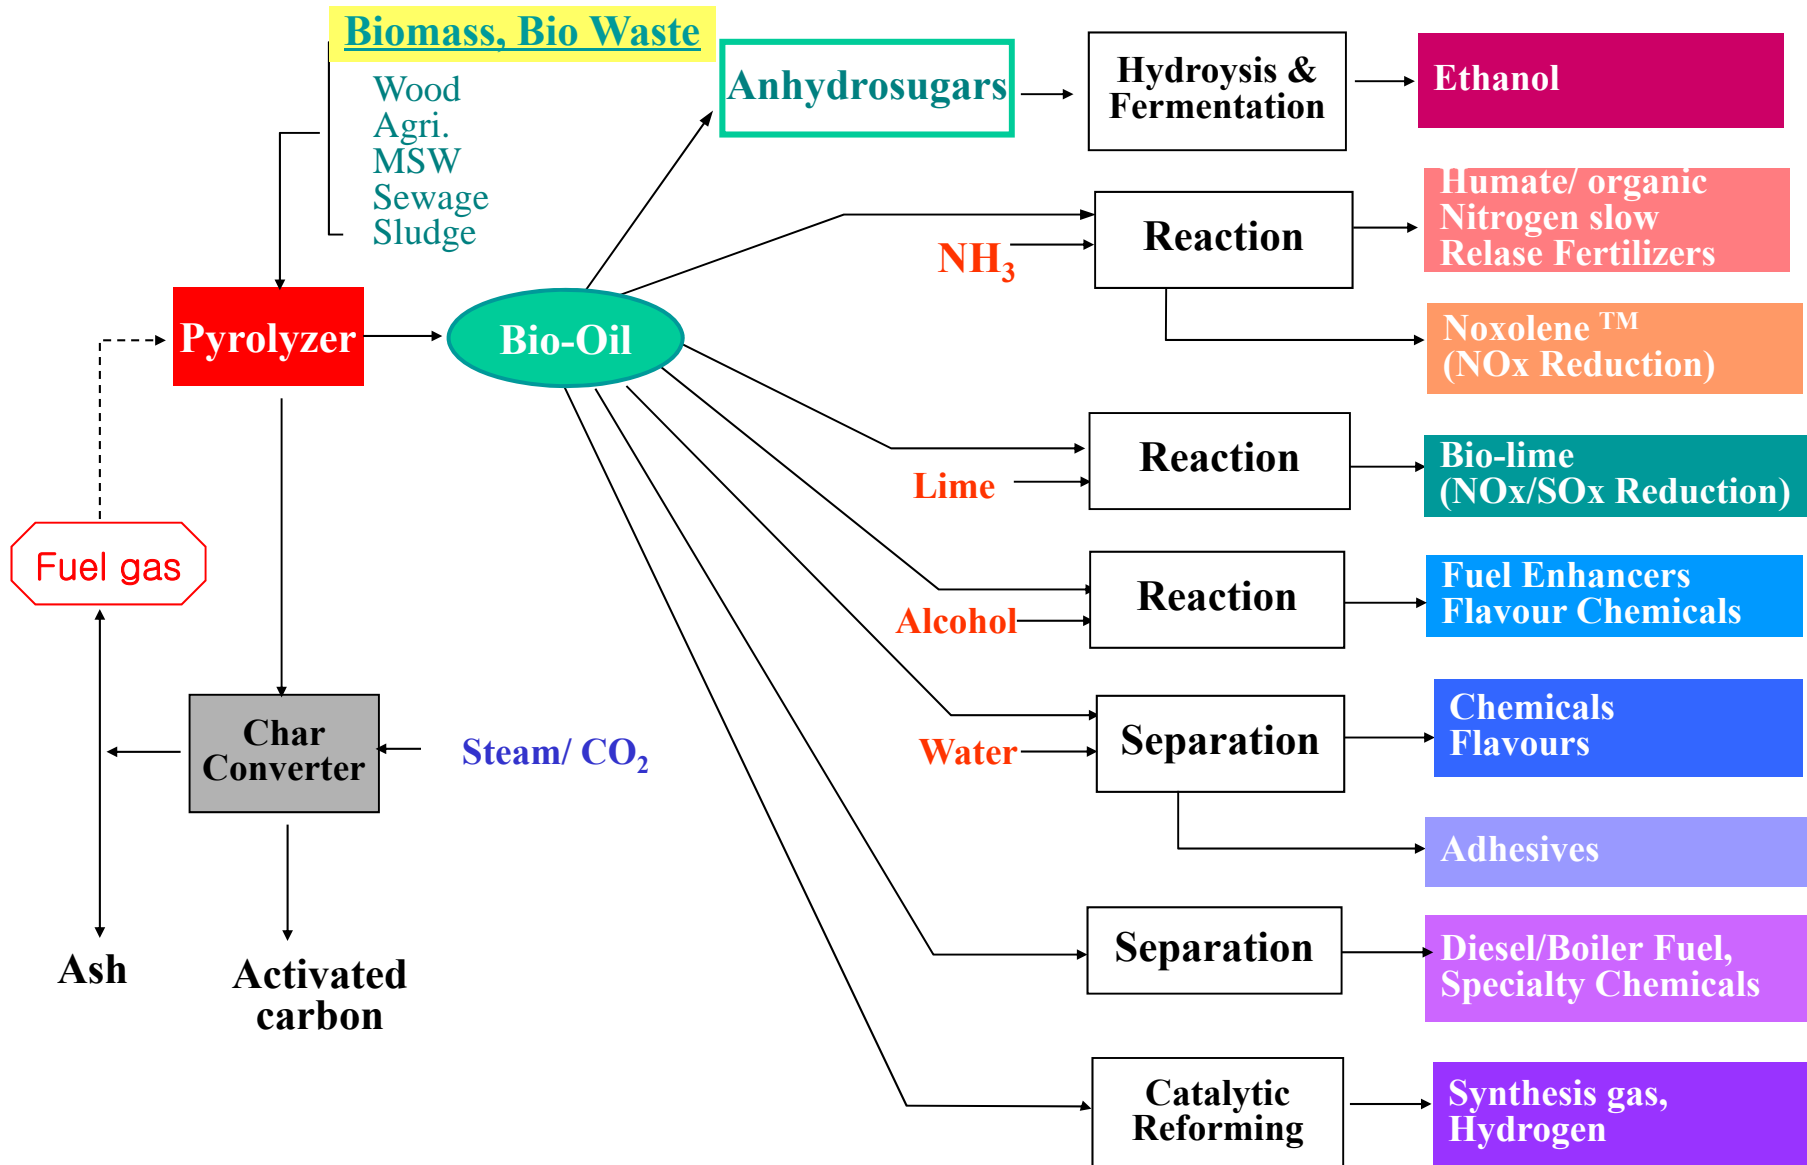 Biomass, Bio Waste
Wood
Agri.
MSW
Sewage
Sludge
Anhydrosugars
Hydroysis &
Fermentation
Ethanol
NH3
Reaction
Humate/ organic
Nitrogen slow
Relase Fertilizers
Pyrolyzer
Bio-Oil
Noxolene TM
(NOx Reduction)
Lime
Reaction
Bio-lime
(NOx/SOx Reduction)
Fuel gas
Alcohol
Reaction
Fuel Enhancers
Flavour Chemicals
Char
Converter
Steam/ CO2
Water
Separation
Chemicals
Flavours
Adhesives
Ash
Activated
carbon
Separation
Diesel/Boiler Fuel,
Specialty Chemicals
Catalytic
Reforming
Synthesis gas,
Hydrogen